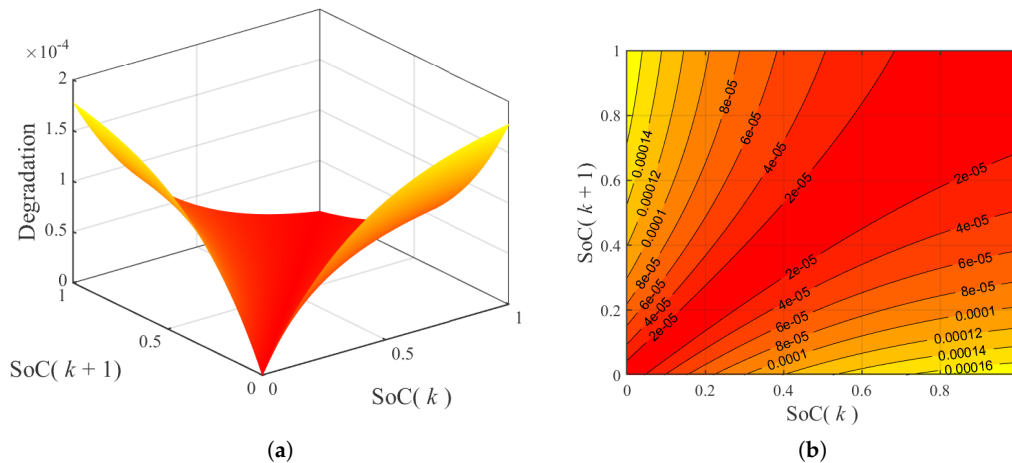 ×10⁻⁴
2
1.5
1
0.5
0
Degradation
1
0.5
0
SoC( k + 1)
0
0.5
1
SoC( k )
(a)
1
0.8
0.6
0.4
0.2
0
SoC( k + 1)
0
0.2
0.4
0.6
0.8
SoC( k )
0.00014
0.00012
0.0001
8e-05
6e-05
4e-05
2e-05
8e-05
6e-05
4e-05
2e-05
2e-05
4e-05
6e-05
8e-05
0.0001
2e-05
4e-05
6e-05
8e-05
0.0001
0.00012
0.00014
0.00016
(b)